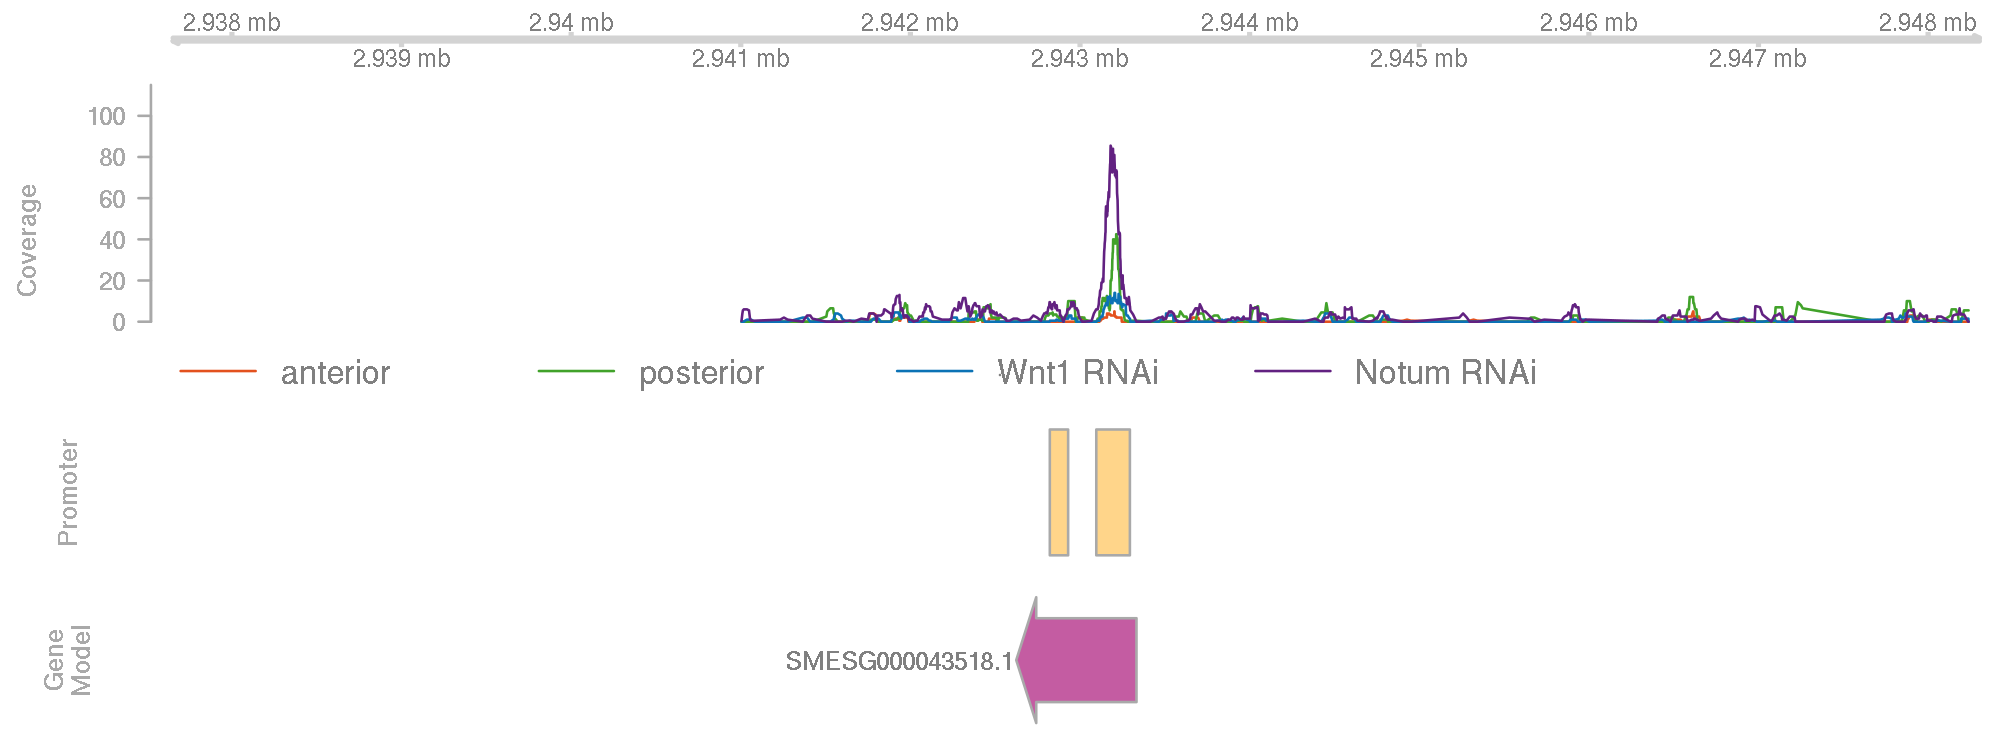 2.938 mb 2.94 mb 2.942 mb 2.944 mb 2.946 mb 2.948 mb
2.939 mb 2.941 mb 2.943 mb 2.945 mb 2.947 mb
Coverage
100
80
60
40
20
0
anterior posterior Wnt1 RNAi Notum RNAi
Promoter
Gene
Model
SMESG000043518.1